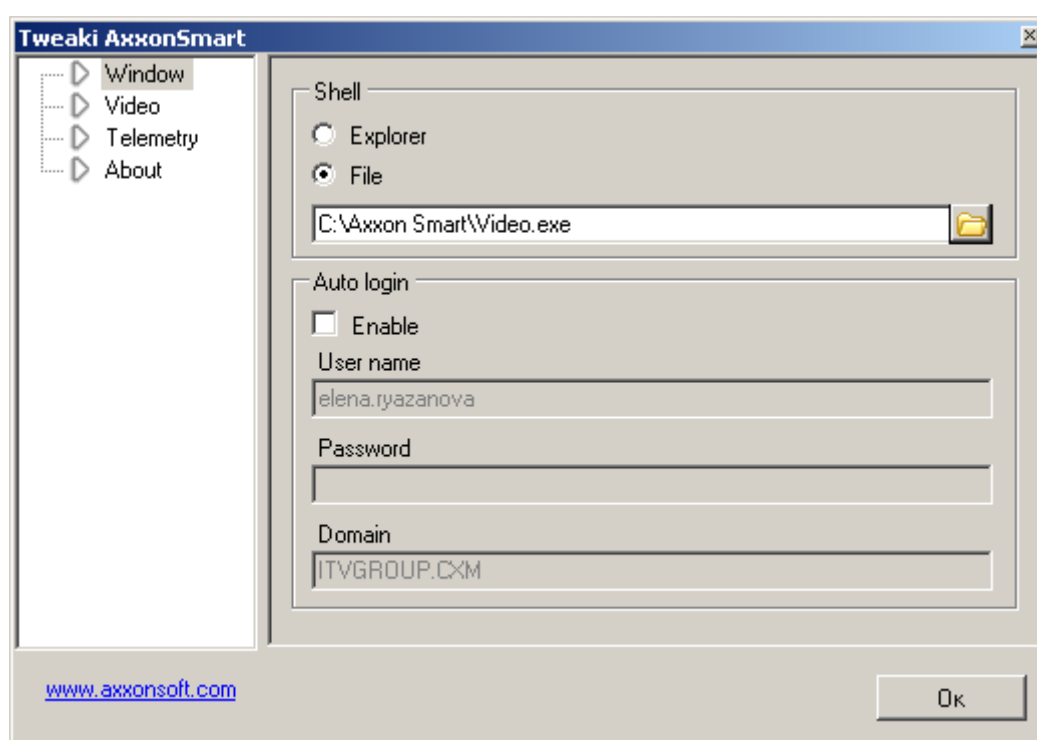 Tweaki AxxonSmart
Window
Video
Telemetry
About
Shell
Explorer
File
C:\Axxon Smart\Video.exe
Auto login
Enable
User name
elena.ryazanova
Password
Domain
ITVGROUP.CXM
www.axxonsoft.com
Ок